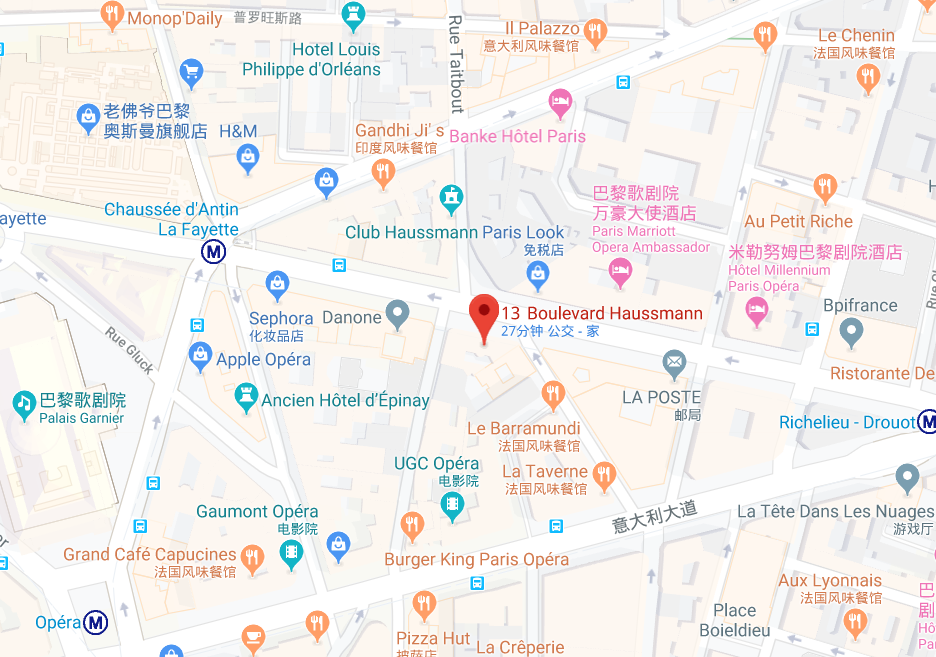 Monop'Daily
普罗旺斯路
Hotel Louis
Philippe d'Orléans
Rue Taitbout
Il Palazzo
意大利风味餐馆
Le Chenin
法国风味餐馆
老佛爷巴黎
奥斯曼旗舰店
H&M
Gandhi Ji' s
印度风味餐馆
Banke Hôtel Paris
ayette
Chaussée d'Antin
La Fayette
M
Club Haussmann
Paris Look
免税店
巴黎歌剧院
万豪大使酒店
Paris Marriott
Opera Ambassador
Au Petit Riche
米勒努姆巴黎剧院酒店
Hôtel Millennium
Paris Opéra
Sephora
化妆品店
Danone
13 Boulevard Haussmann
27分钟 公交 - 家
Bpifrance
Rue Gluck
Apple Opéra
巴黎歌剧院
Palais Garnier
Ancien Hôtel d'Épinay
LA POSTE
邮局
Ristorante De
Richelieu - Drouot
M
Le Barramundi
法国风味餐馆
UGC Opéra
电影院
La Taverne
法国风味餐馆
Gaumont Opéra
电影院
意大利大道
La Tête Dans Les Nuages
游戏厅
Grand Café Capucines
法国风味餐馆
Burger King Paris Opéra
Aux Lyonnais
法国风味餐馆
Opéra
M
Place
Boieldieu
Pizza Hut
披萨店
La Crêperie
巴
剧
Hô
Pa